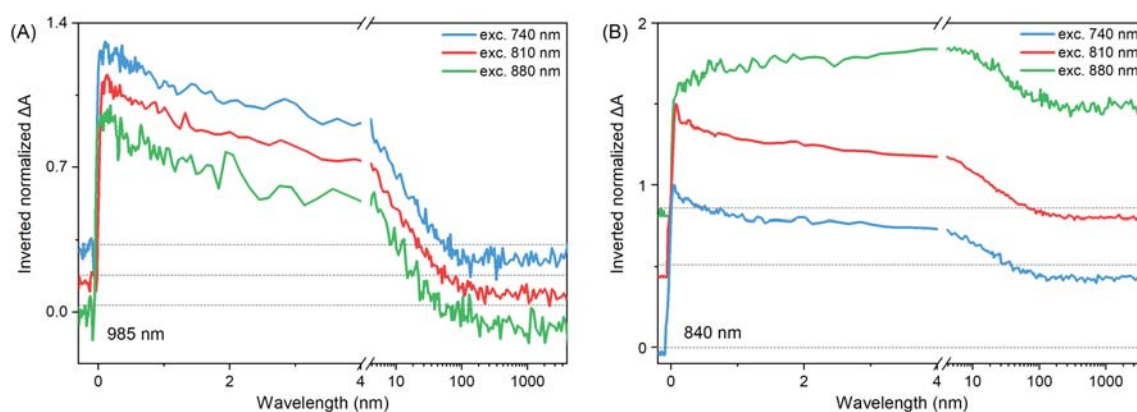 (A)
1.4
0.7
0.0
Inverted normalized ΔA
exc. 740 nm
exc. 810 nm
exc. 880 nm
985 nm
0 2 4 10 100 1000
Wavelength (nm)
(B)
2
1
0
Inverted normalized ΔA
exc. 740 nm
exc. 810 nm
exc. 880 nm
840 nm
0 2 4 10 100 1000
Wavelength (nm)